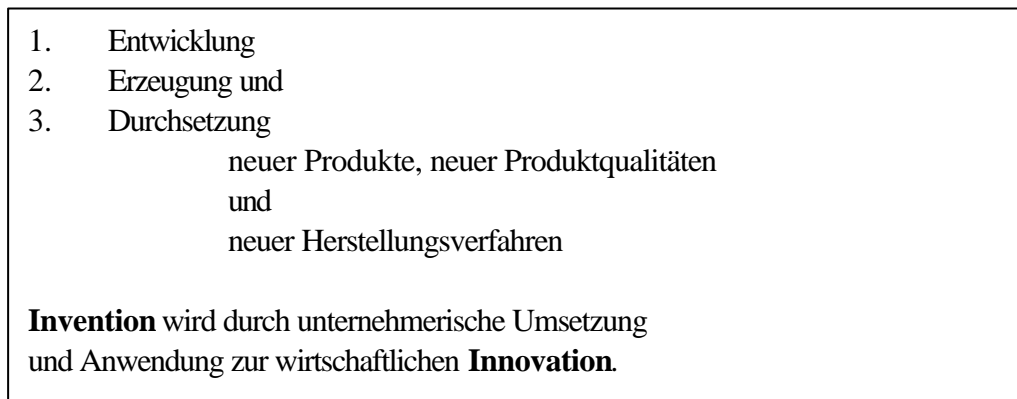 1. Entwicklung
2. Erzeugung und
3. Durchsetzung
neuer Produkte, neuer Produktqualitäten
und
neuer Herstellungsverfahren
Invention wird durch unternehmerische Umsetzung
und Anwendung zur wirtschaftlichen Innovation.